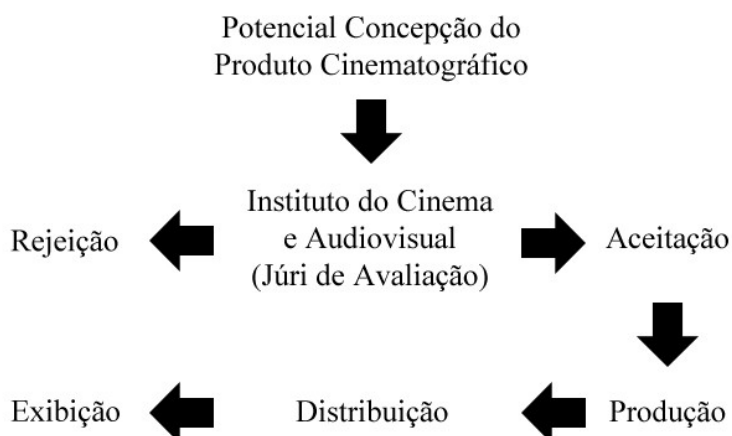 Potencial Concepção do
Produto Cinematográfico
Instituto do Cinema
e Audiovisual
(Júri de Avaliação)
Rejeição
Aceitação
Exibição
Distribuição
Produção